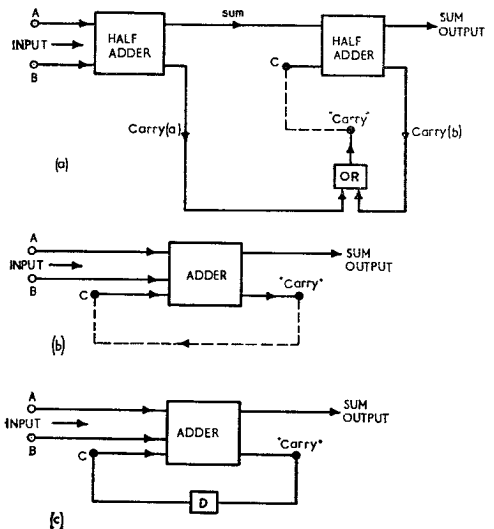 A
sum
SUM
OUTPUT
INPUT
HALF
ADDER
HALF
ADDER
B
C
"Carry"
Carry(a)
Carry(b)
(a)
OR
A
INPUT
ADDER
SUM
OUTPUT
B
C
"Carry"
(b)
A
INPUT
ADDER
SUM
OUTPUT
B
C
"Carry"
D
(c)